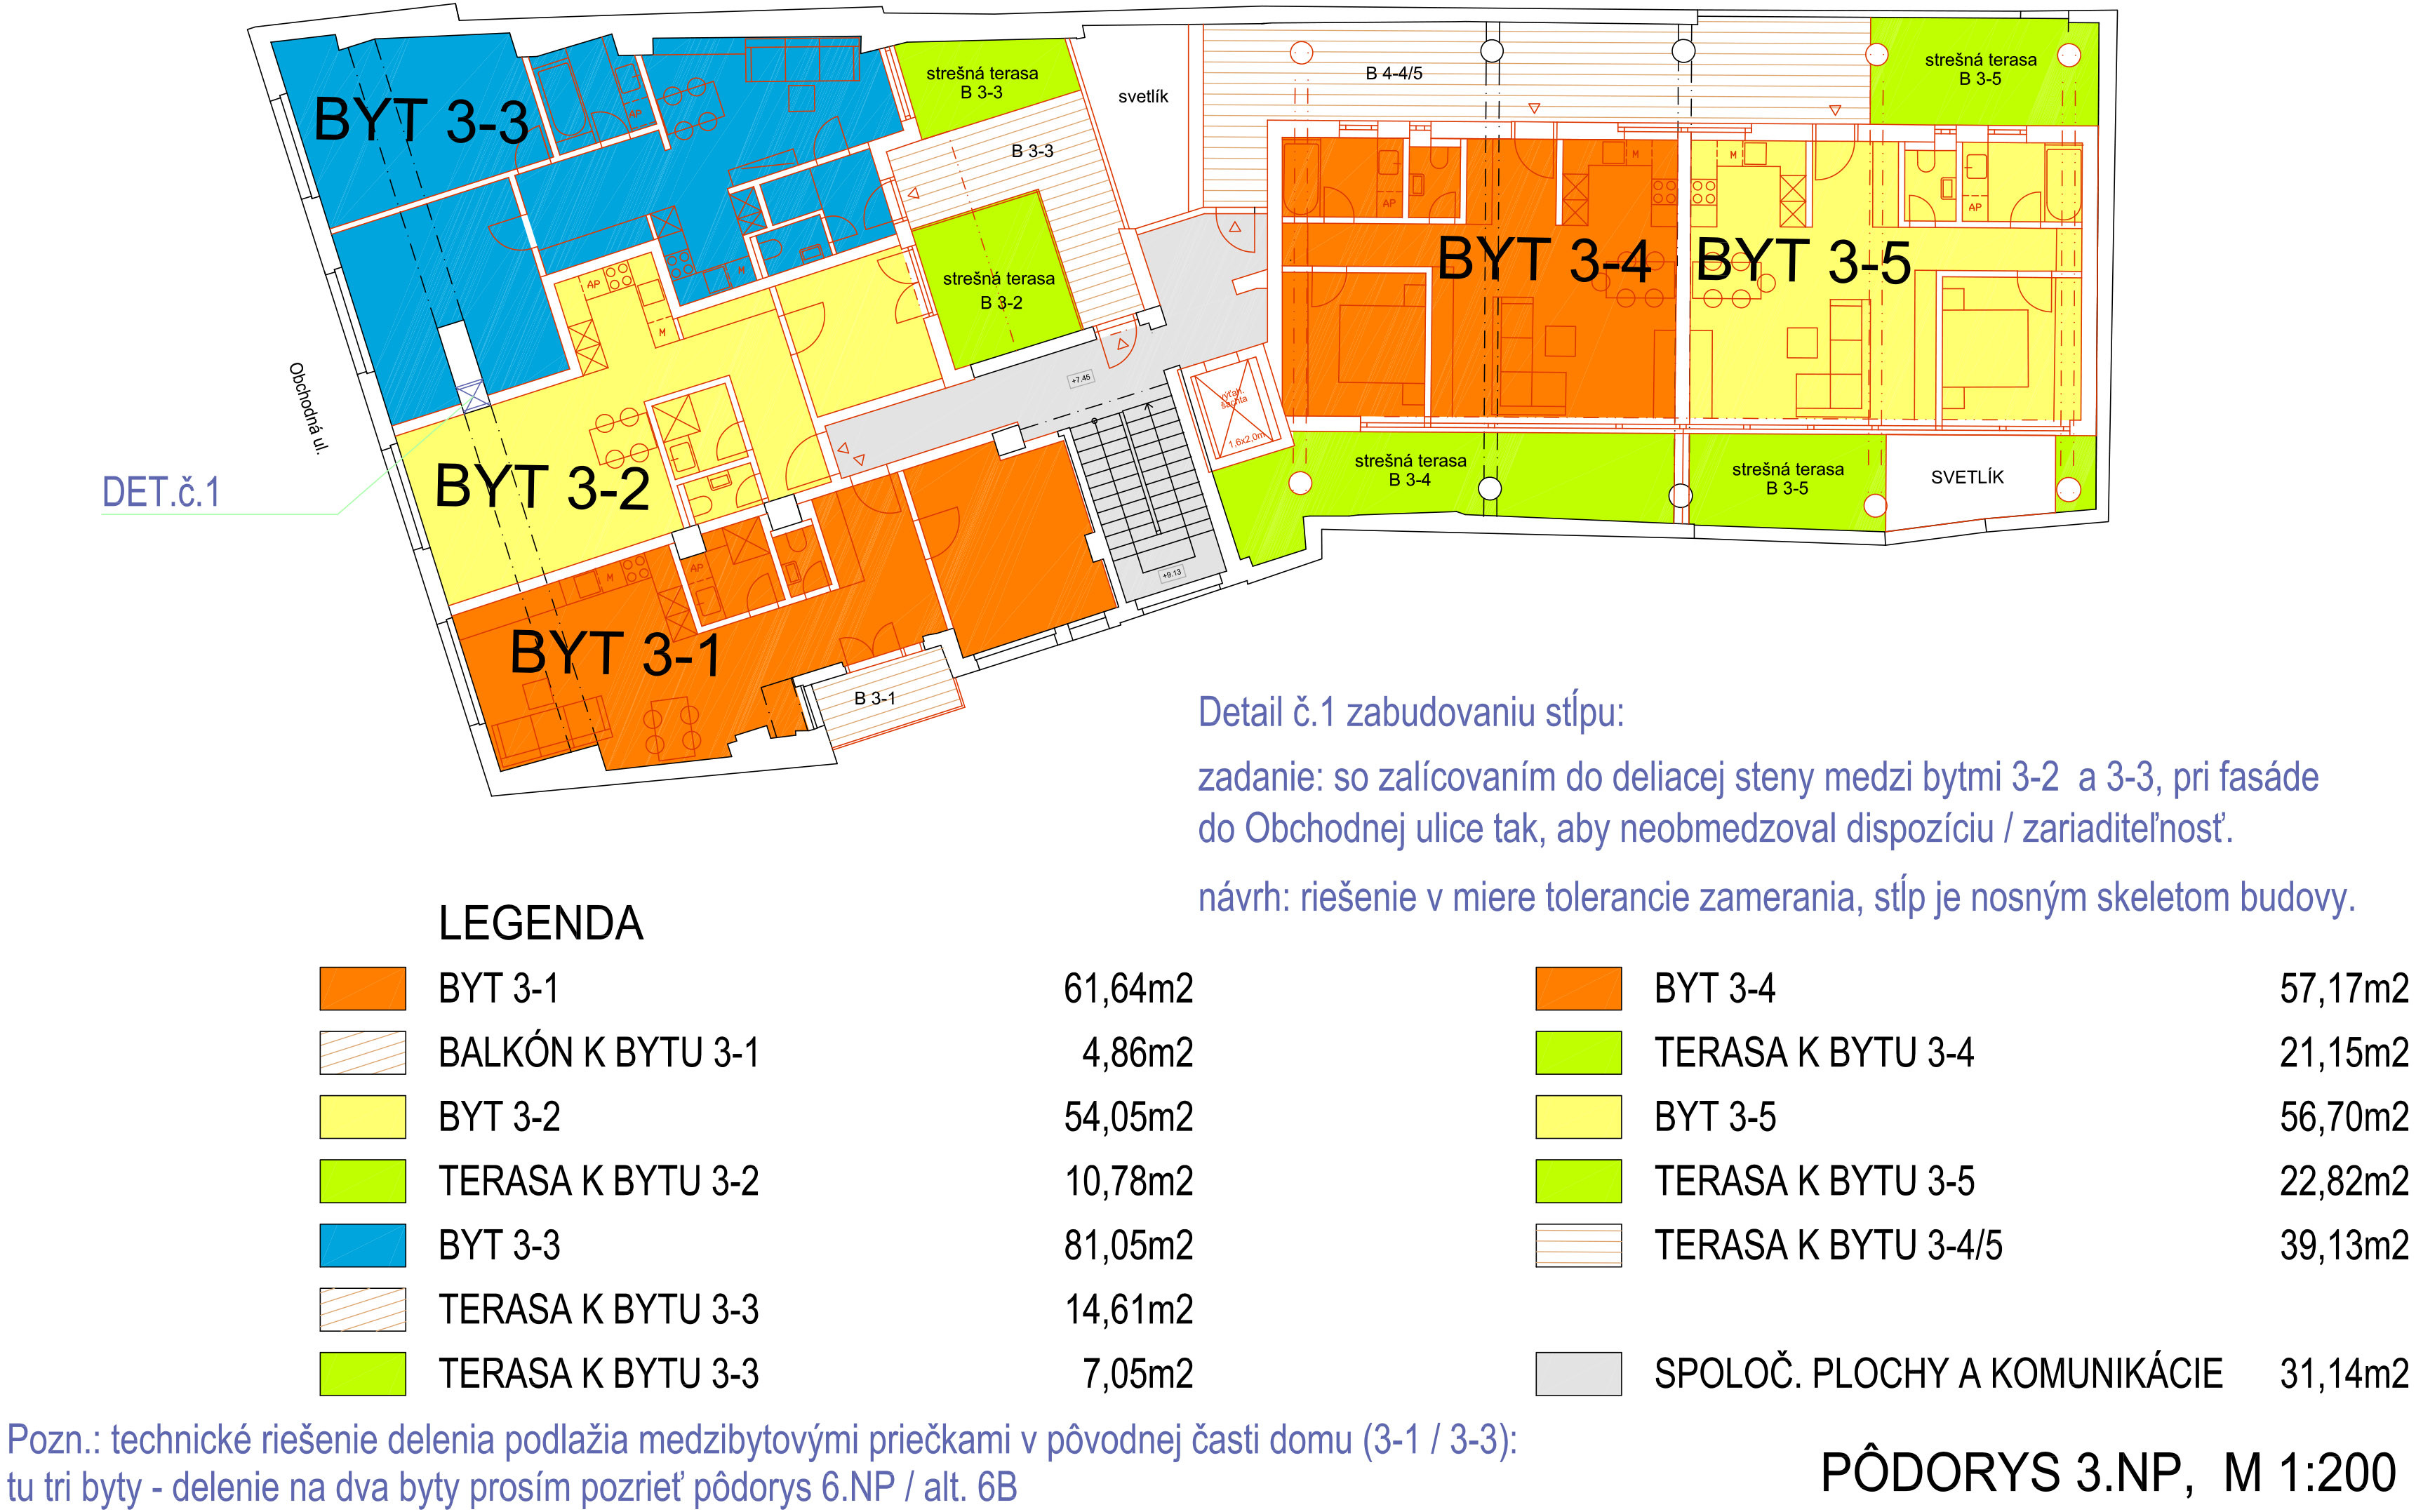 BYT 3-3
AP
strešná terasa
B 3-3
svetlík
B 4-4/5
strešná terasa
B 3-5
B 3-3
M
M
AP
AP
BYT 3-4
BYT 3-5
strešná terasa
B 3-2
M
AP
M
Obchodná ul.
+7.45
výťah.
šachta
1,6x2,0m
DET.č.1
BYT 3-2
strešná terasa
B 3-4
strešná terasa
B 3-5
SVETLÍK
M
AP
+9.13
BYT 3-1
B 3-1
Detail č.1 zabudovaniu stĺpu:
zadanie: so zalícovaním do deliacej steny medzi bytmi 3-2 a 3-3, pri fasáde
do Obchodnej ulice tak, aby neobmedzoval dispozíciu / zariaditeľnosť.
návrh: riešenie v miere tolerancie zamerania, stĺp je nosným skeletom budovy.
LEGENDA
BYT 3-1 61,64m2
BALKÓN K BYTU 3-1 4,86m2
BYT 3-2 54,05m2
TERASA K BYTU 3-2 10,78m2
BYT 3-3 81,05m2
TERASA K BYTU 3-3 14,61m2
TERASA K BYTU 3-3 7,05m2
BYT 3-4 57,17m2
TERASA K BYTU 3-4 21,15m2
BYT 3-5 56,70m2
TERASA K BYTU 3-5 22,82m2
TERASA K BYTU 3-4/5 39,13m2
SPOLOČ. PLOCHY A KOMUNIKÁCIE 31,14m2
Pozn.: technické riešenie delenia podlažia medzibytovými priečkami v pôvodnej časti domu (3-1 / 3-3):
tu tri byty - delenie na dva byty prosím pozrieť pôdorys 6.NP / alt. 6B
PÔDORYS 3.NP, M 1:200